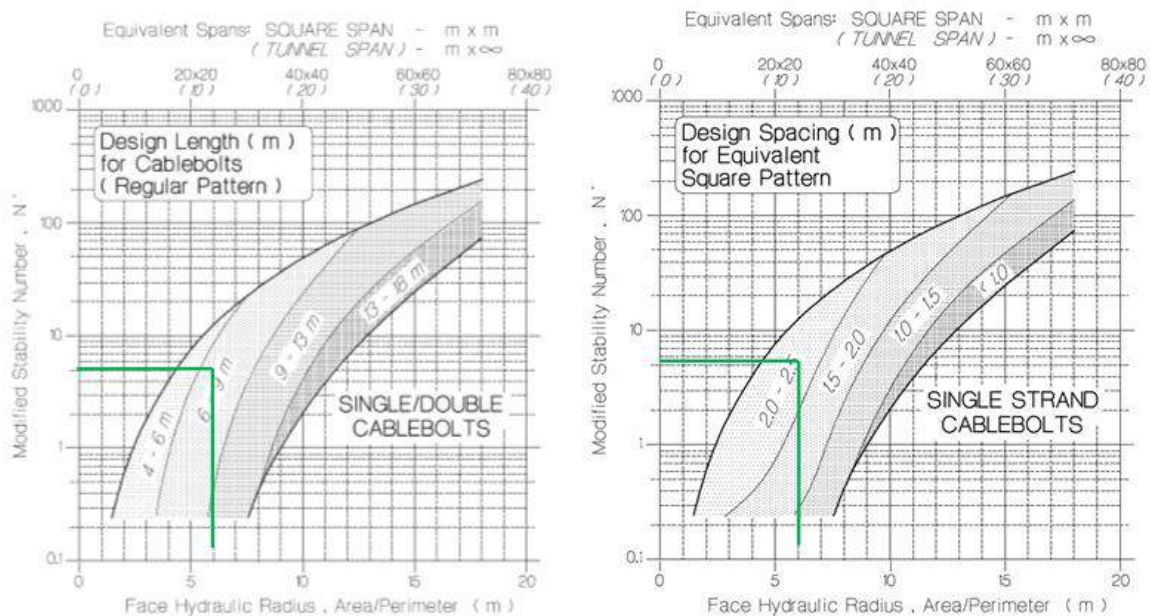 Equivalent Spans: SQUARE SPAN - m x m
( TUNNEL SPAN ) - m x ∞
0 20x20 40x40 60x60 80x80
( 0 ) ( 10 ) ( 20 ) ( 30 ) ( 40 )
1000
Design Length ( m )
for Cablebolts
( Regular Pattern )
100
10
1
0.1
Modified Stability Number , N'
4 - 6 m
9 m
9 - 13 m
13 - 18 m
SINGLE/DOUBLE
CABLEBOLTS
0 5 10 15 20
Face Hydraulic Radius , Area/Perimeter ( m )
Equivalent Spans: SQUARE SPAN - m x m
( TUNNEL SPAN ) - m x ∞
0 20x20 40x40 60x60 80x80
( 0 ) ( 10 ) ( 20 ) ( 30 ) ( 40 )
1000
Design Spacing ( m )
for Equivalent
Square Pattern
100
10
1
0.1
Modified Stability Number , N'
2.0 - 2.5
1.5 - 2.0
1.0 - 1.5
< 1.0
SINGLE STRAND
CABLEBOLTS
0 5 10 15 20
Face Hydraulic Radius , Area/Perimeter ( m )